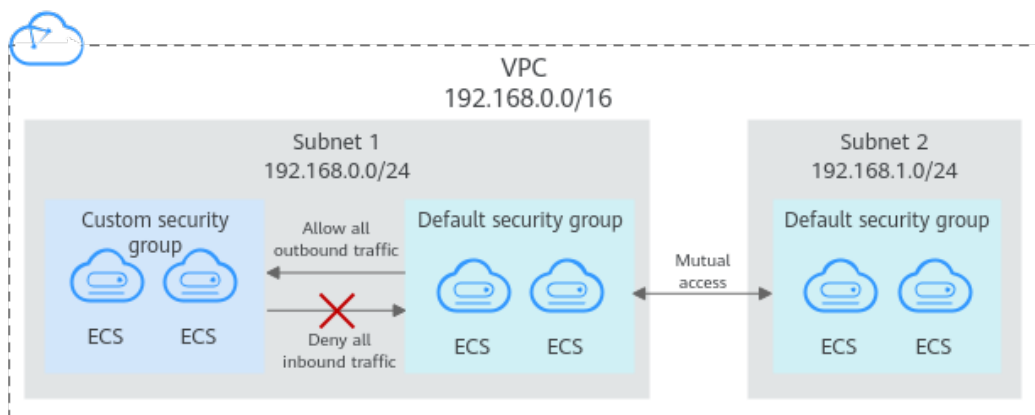 VPC
192.168.0.0/16
Subnet 1
192.168.0.0/24
Custom security
group
ECS
ECS
Allow all
outbound traffic
Deny all
inbound traffic
Default security group
ECS
ECS
Mutual
access
Subnet 2
192.168.1.0/24
Default security group
ECS
ECS